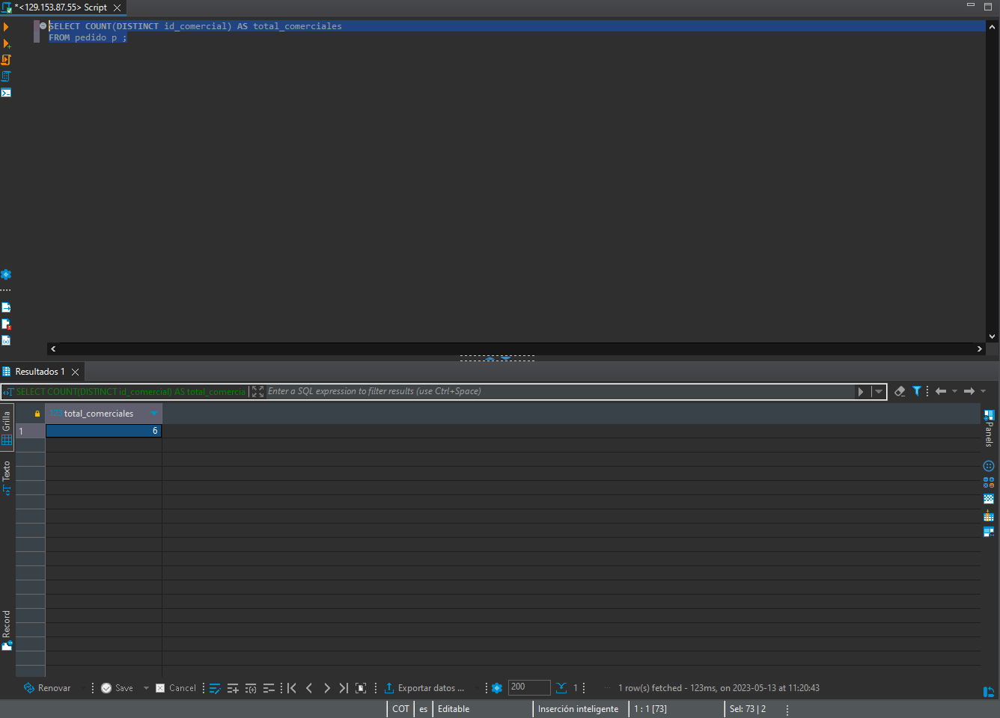 *<129.153.87.55> Script
SELECT COUNT(DISTINCT id_comercial) AS total_comerciales
FROM pedido p ;
Resultados 1
SELECT COUNT(DISTINCT id_comercial) AS total_comercia
Enter a SQL expression to filter results (use Ctrl+Space)
Grilla
Texto
Record
123 total_comerciales
1
6
Panels
Renovar
Save
Cancel
Exportar datos ...
200
1
1 row(s) fetched - 123ms, on 2023-05-13 at 11:20:43
COT
es
Editable
Inserción inteligente
1 : 1 [73]
Sel: 73 | 2